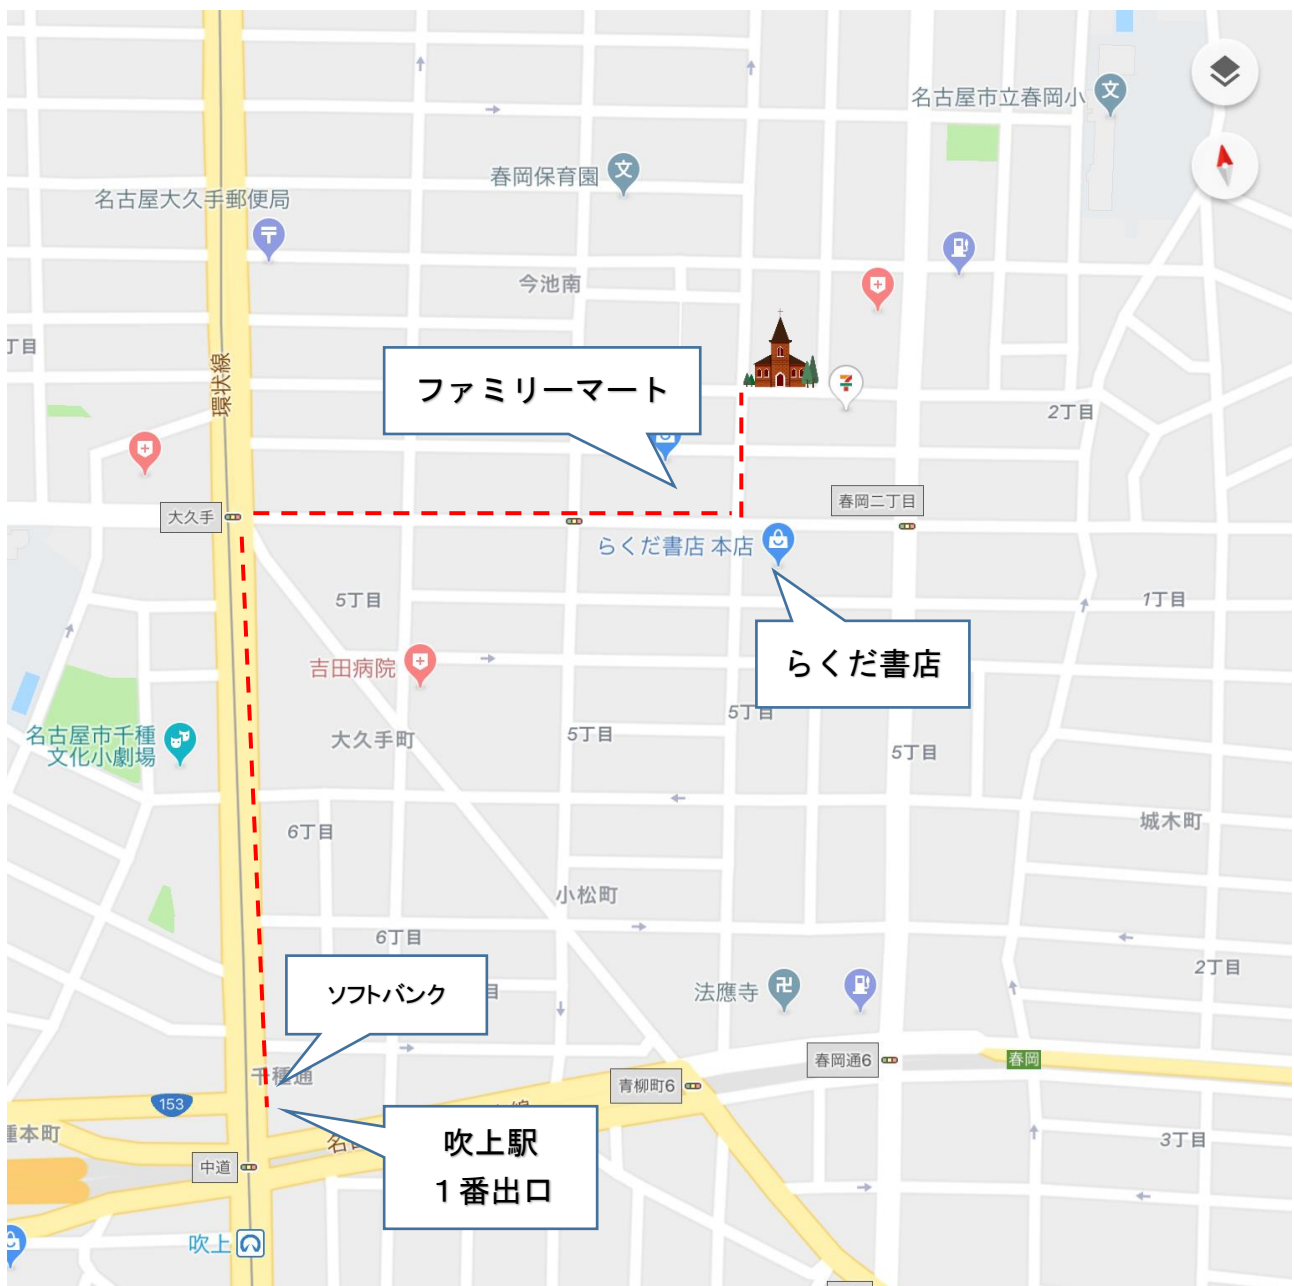 名古屋市立春岡小
春岡保育園
名古屋大久手郵便局
今池南
丁目
環状線
ファミリーマート
2丁目
春岡二丁目
大久手
らくだ書店 本店
5丁目
1丁目
吉田病院
らくだ書店
5丁目
名古屋市千種
文化小劇場
大久手町
5丁目
5丁目
城木町
6丁目
小松町
6丁目
2丁目
ソフトバンク
目
法應寺
春岡通6
春岡
千種通
青柳町6
153
種本町
名古
線
吹上駅
1番出口
3丁目
中道
吹上